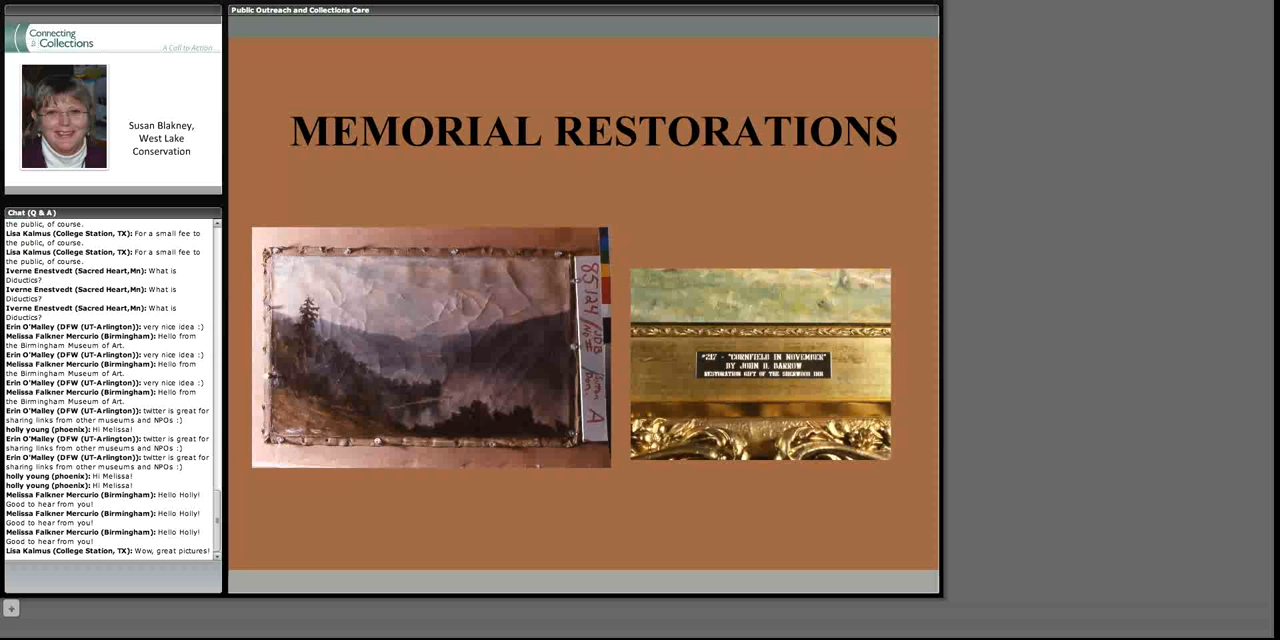 Public Outreach and Collections Care
Connecting
to Collections
A Call to Action
Susan Blakney,
West Lake
Conservation
Chat (Q & A)
the public, of course.
Lisa Kalmus (College Station, TX): For a small fee to
the public, of course.
Lisa Kalmus (College Station, TX): For a small fee to
the public, of course.
Iverne Enestvedt (Sacred Heart,Mn): What is
Diductics?
Iverne Enestvedt (Sacred Heart,Mn): What is
Diductics?
Iverne Enestvedt (Sacred Heart,Mn): What is
Diductics?
Erin O'Malley (DFW (UT-Arlington)): very nice idea :)
Melissa Falkner Mercurio (Birmingham): Hello from
the Birmingham Museum of Art.
Erin O'Malley (DFW (UT-Arlington)): very nice idea :)
Melissa Falkner Mercurio (Birmingham): Hello from
the Birmingham Museum of Art.
Erin O'Malley (DFW (UT-Arlington)): very nice idea :)
Melissa Falkner Mercurio (Birmingham): Hello from
the Birmingham Museum of Art.
Erin O'Malley (DFW (UT-Arlington)): twitter is great for
sharing links from other museums and NPOs :)
holly young (phoenix): Hi Melissa!
Erin O'Malley (DFW (UT-Arlington)): twitter is great for
sharing links from other museums and NPOs :)
Erin O'Malley (DFW (UT-Arlington)): twitter is great for
sharing links from other museums and NPOs :)
holly young (phoenix): Hi Melissa!
holly young (phoenix): Hi Melissa!
Melissa Falkner Mercurio (Birmingham): Hello Holly!
Good to hear from you!
Melissa Falkner Mercurio (Birmingham): Hello Holly!
Good to hear from you!
Melissa Falkner Mercurio (Birmingham): Hello Holly!
Good to hear from you!
Lisa Kalmus (College Station, TX): Wow, great pictures!
MEMORIAL RESTORATIONS
85124/ JDB
A
"CORNFIELD IN NOVEMBER"
BY JOHN D. BARROW
RESTORATION GIFT OF THE SHERWOOD INN